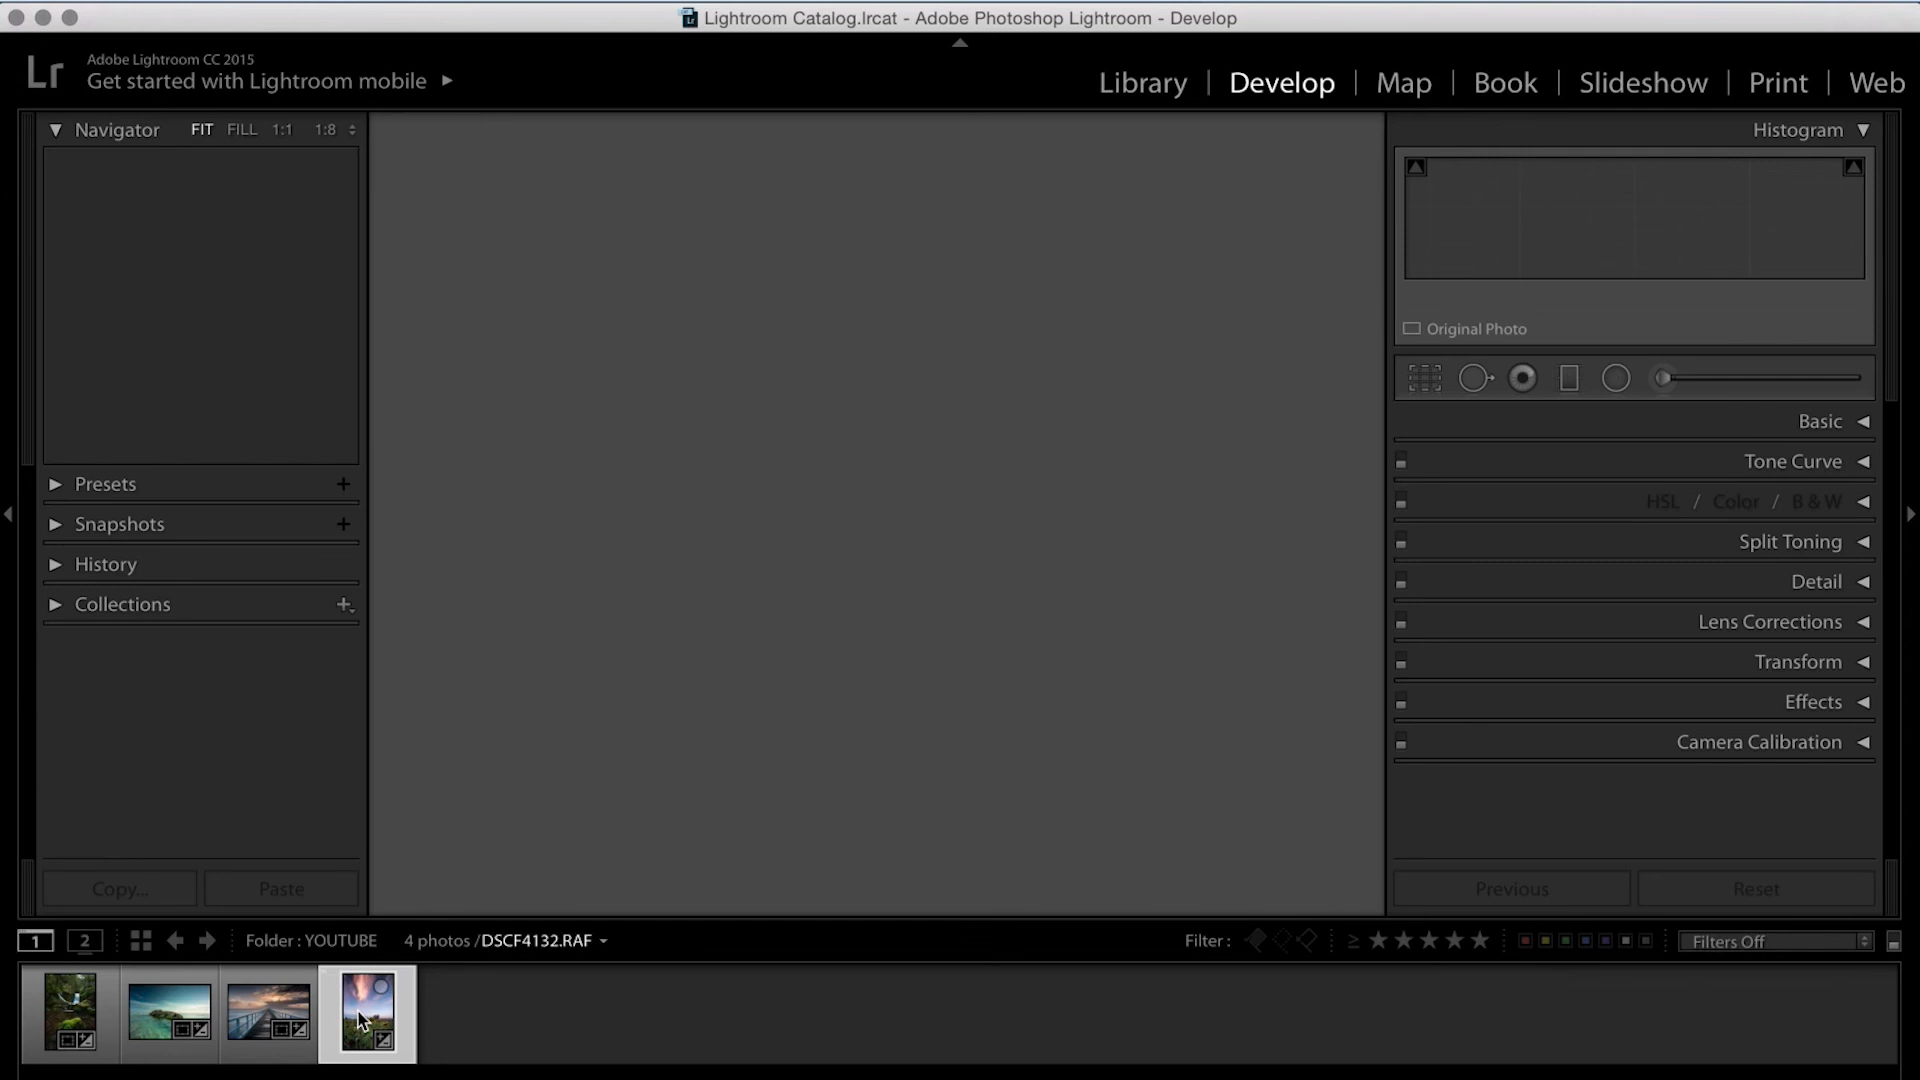 Lightroom Catalog.lrcat - Adobe Photoshop Lightroom - Develop
Lr
Adobe Lightroom CC 2015
Get started with Lightroom mobile
Library | Develop | Map | Book | Slideshow | Print | Web
Navigator FIT FILL 1:1 1:8
Histogram
Original Photo
Basic
Tone Curve
HSL / Color / B & W
Split Toning
Detail
Lens Corrections
Transform
Effects
Camera Calibration
Presets +
Snapshots +
History
Collections +
Copy... Paste
Previous Reset
1 2 Folder : YOUTUBE 4 photos /DSCF4132.RAF Filter : ≥ ★★★★★ Filters Off